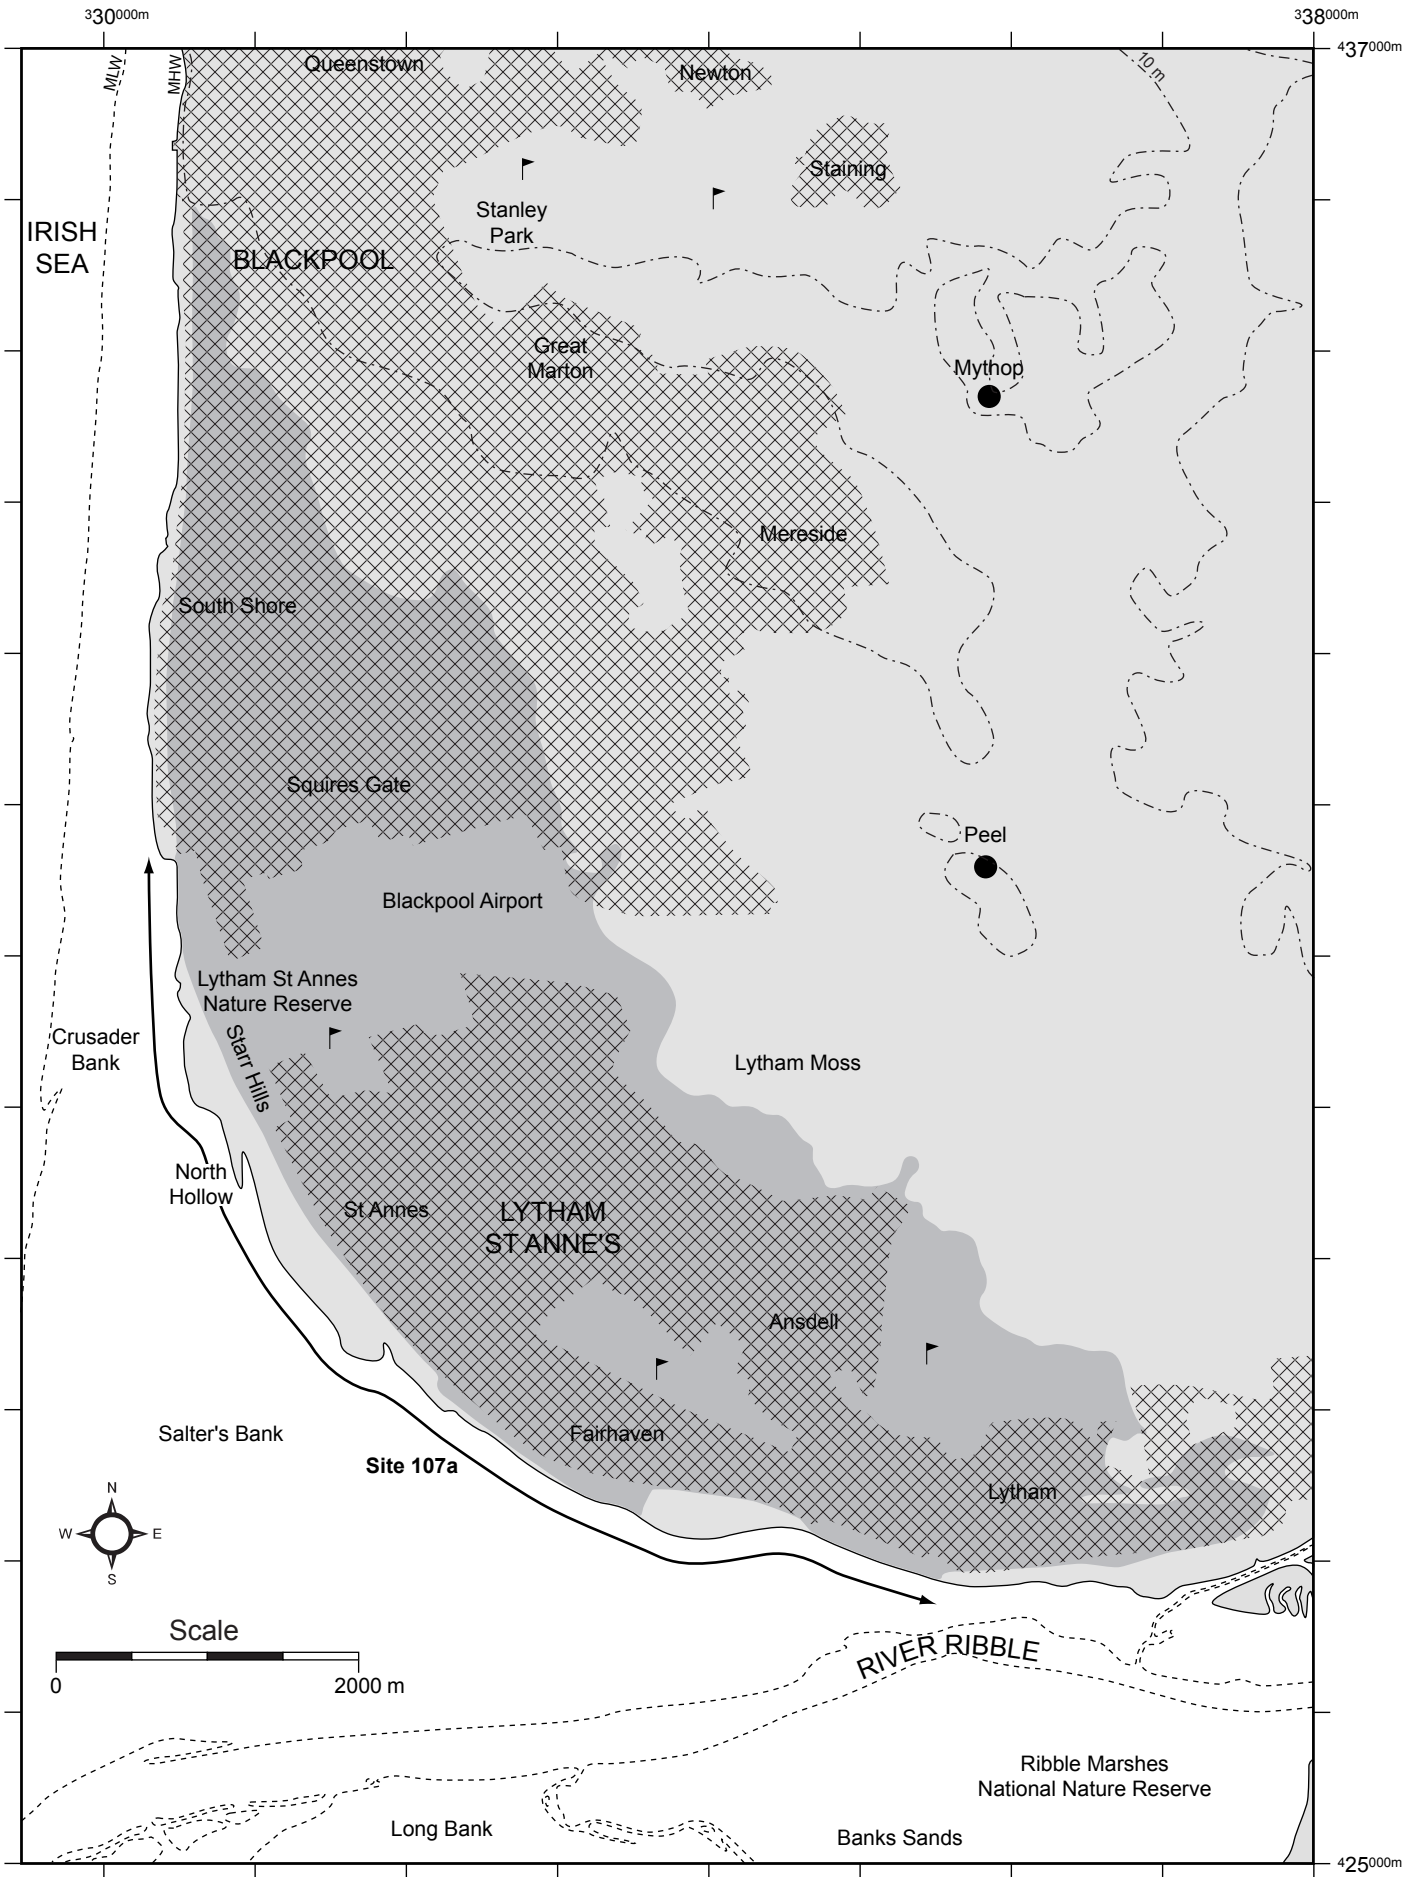 330000m
338000m
437000m
MLW
MHW
Queenstown
Newton
10 m
Staining
Stanley
Park
IRISH
SEA
BLACKPOOL
Great
Marton
Mythop
Mereside
South Shore
Squires Gate
Peel
Blackpool Airport
Lytham St Annes
Nature Reserve
Starr Hills
Crusader
Bank
Lytham Moss
North
Hollow
St Annes
LYTHAM
ST ANNE'S
Ansdell
Salter's Bank
Fairhaven
Site 107a
Lytham
N
W
E
S
Scale
0
2000 m
RIVER RIBBLE
Ribble Marshes
National Nature Reserve
Long Bank
Banks Sands
425000m